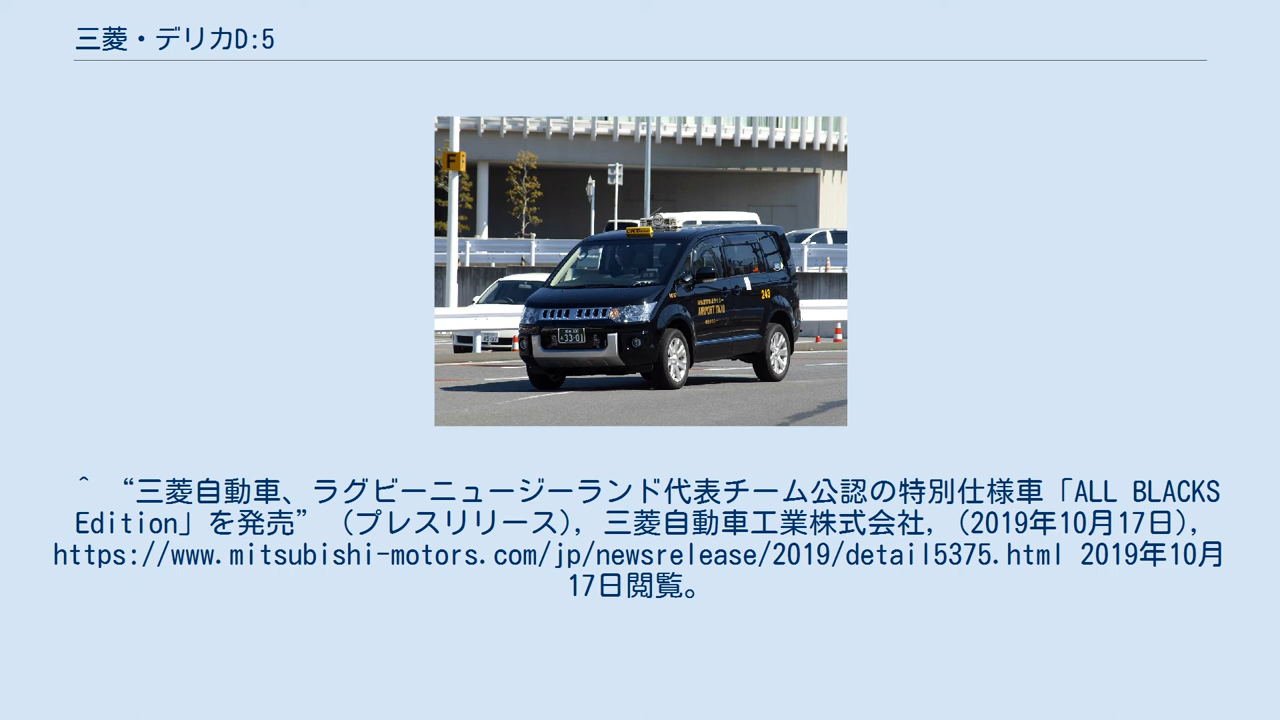 三菱・デリカD:5
F
33-01
AIRPORT TAXI
243
^ “三菱自動車、ラグビーニュージーランド代表チーム公認の特別仕様車「ALL BLACKS
Edition」を発売” (プレスリリース), 三菱自動車工業株式会社, (2019年10月17日),
https://www.mitsubishi-motors.com/jp/newsrelease/2019/detail5375.html 2019年10月
17日閲覧。